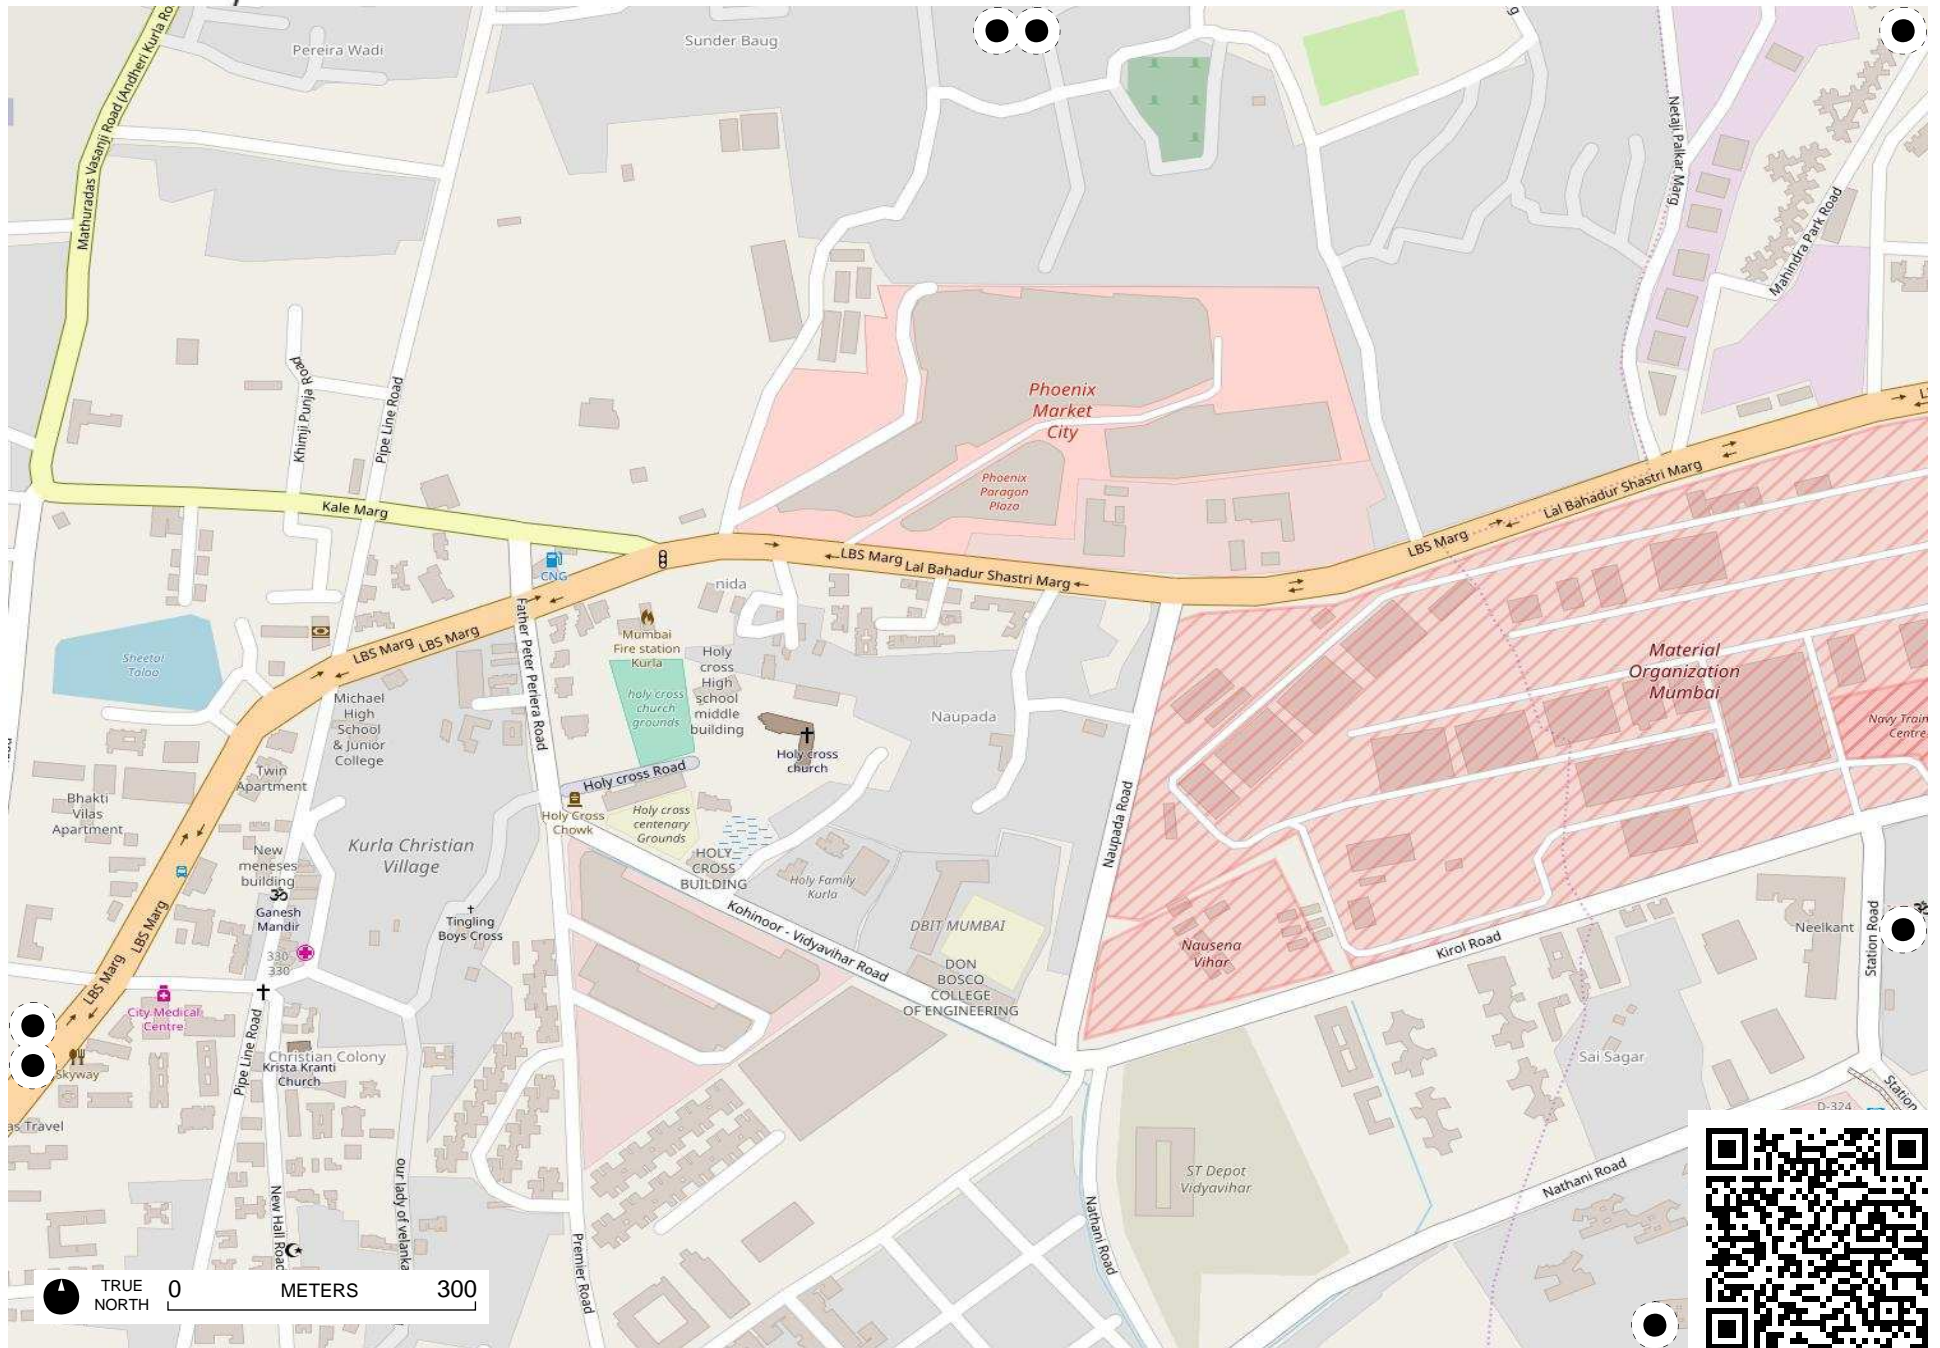 Pereira Wadi
Sunder Baug
Mathuradas Vasanji Road (Andheri Kurla Ro
Netaji Palkar Marg
Mahindra Park Road
Khimji Punja Road
Pipe Line Road
Phoenix
Market
City
Phoenix
Paragon
Plaza
Kale Marg
Lal Bahadur Shastri Marg
LBS Marg
LBS Marg
Lal Bahadur Shastri Marg
CNG
nida
Father Peter Periera Road
LBS Marg
LBS Marg
Mumbai
Fire station
Kurla
Holy
cross
High
school
middle
building
holy cross
church
grounds
Sheetal
Talao
Material
Organization
Mumbai
Michael
High
School
& Junior
College
Naupada
Navy Train
Centre
Holy cross
church
Holy cross Road
Twin
Apartment
Bhakti
Vilas
Apartment
Holy Cross
Chowk
Holy cross
centenary
Grounds
Naupada Road
Kurla Christian
Village
New
meneses
building
HOLY
CROSS
BUILDING
Holy Family
Kurla
Ganesh
Mandir
Tingling
Boys Cross
LBS Marg
Kohinoor - Vidyavihar Road
DBIT MUMBAI
Nausena
Vihar
Kirol Road
Neelkant
Station Road
330
330
LBS Marg
DON
BOSCO
COLLEGE
OF ENGINEERING
City Medical
Centre
Pipe Line Road
Christian Colony
Krista Kranti
Church
Sai Sagar
Skyway
Station
D-324
as Travel
ST Depot
Vidyavihar
Nathani Road
our lady of velanka
New Hall Road
Nathani Road
Premier Road
TRUE
NORTH
0 METERS 300